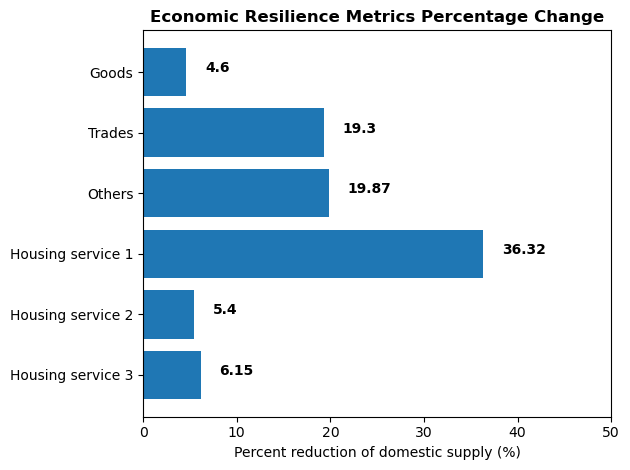 Economic Resilience Metrics Percentage Change
Goods 4.6
Trades 19.3
Others 19.87
Housing service 1 36.32
Housing service 2 5.4
Housing service 3 6.15
0 10 20 30 40 50
Percent reduction of domestic supply (%)